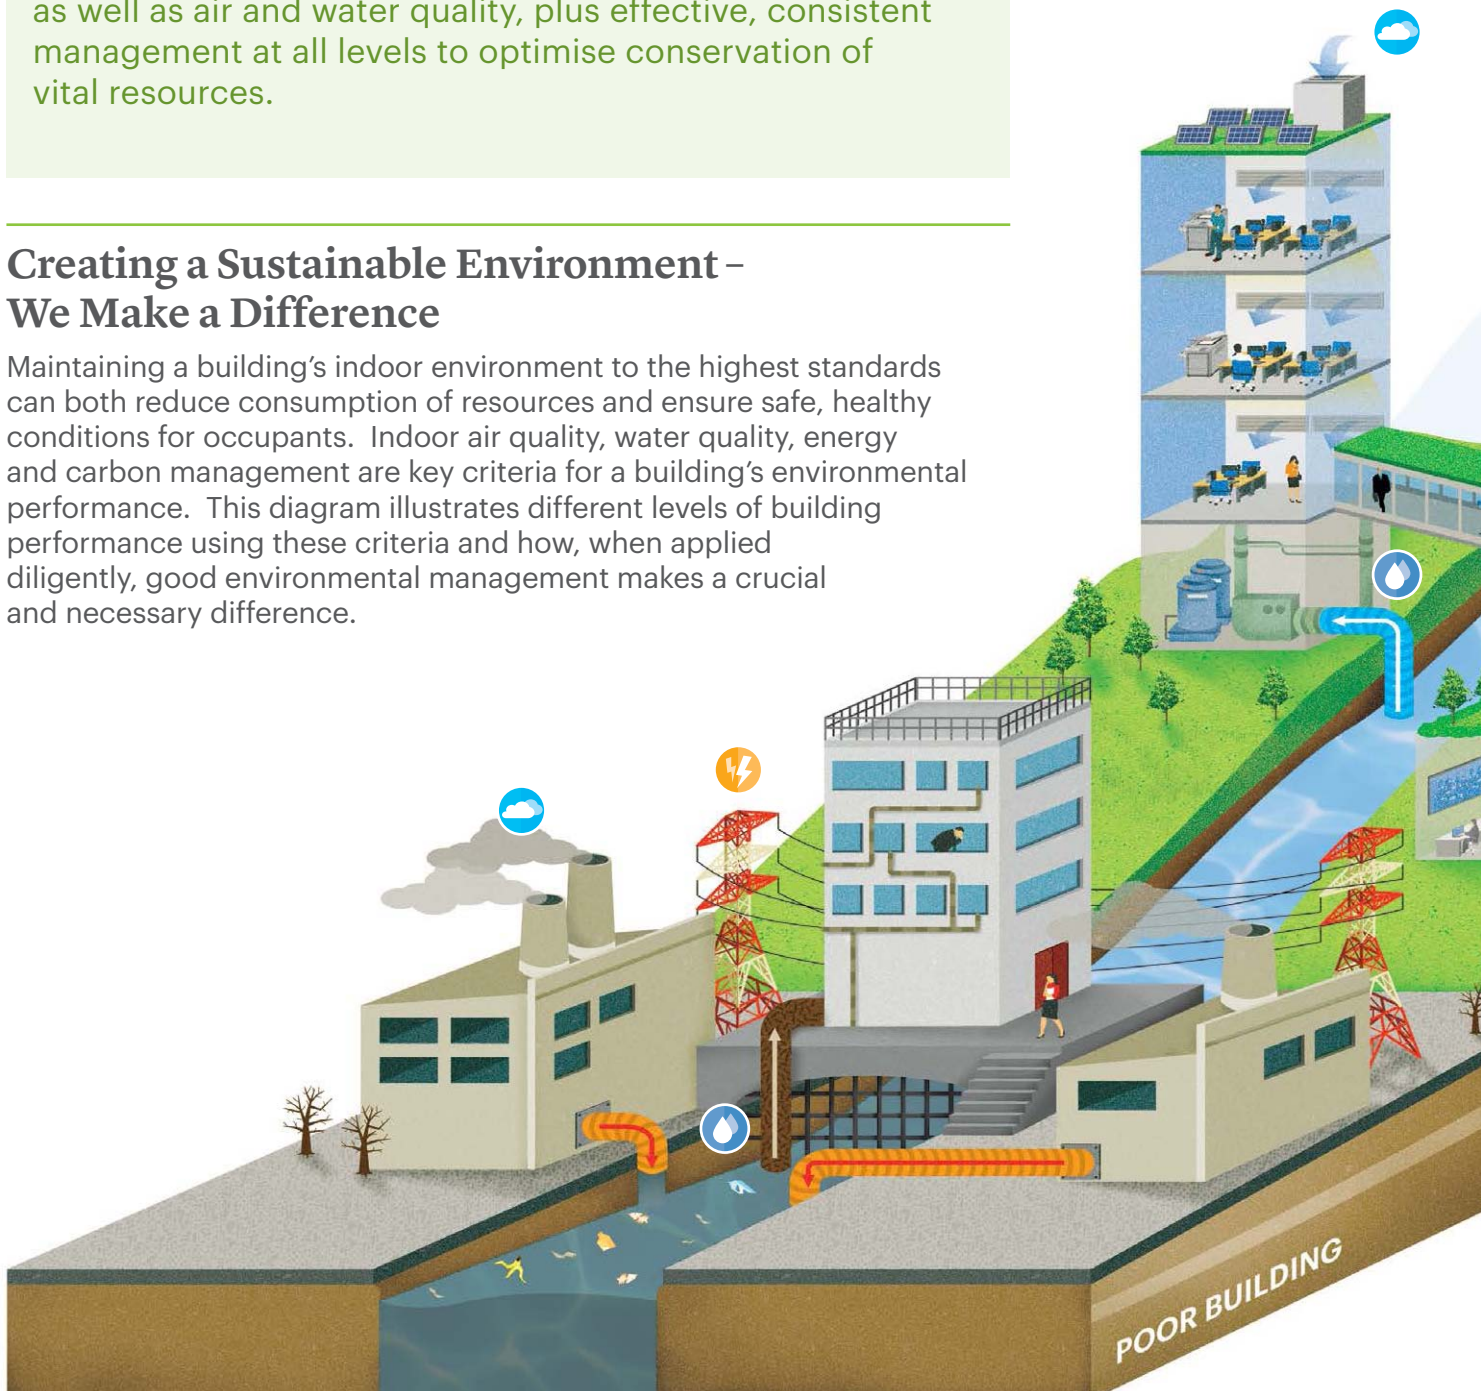 as well as air and water quality, plus effective, consistent
management at all levels to optimise conservation of
vital resources.
Creating a Sustainable Environment –
We Make a Difference
Maintaining a building’s indoor environment to the highest standards
can both reduce consumption of resources and ensure safe, healthy
conditions for occupants.  Indoor air quality, water quality, energy
and carbon management are key criteria for a building’s environmental
performance.  This diagram illustrates different levels of building
performance using these criteria and how, when applied
diligently, good environmental management makes a crucial
and necessary difference.
POOR BUILDING